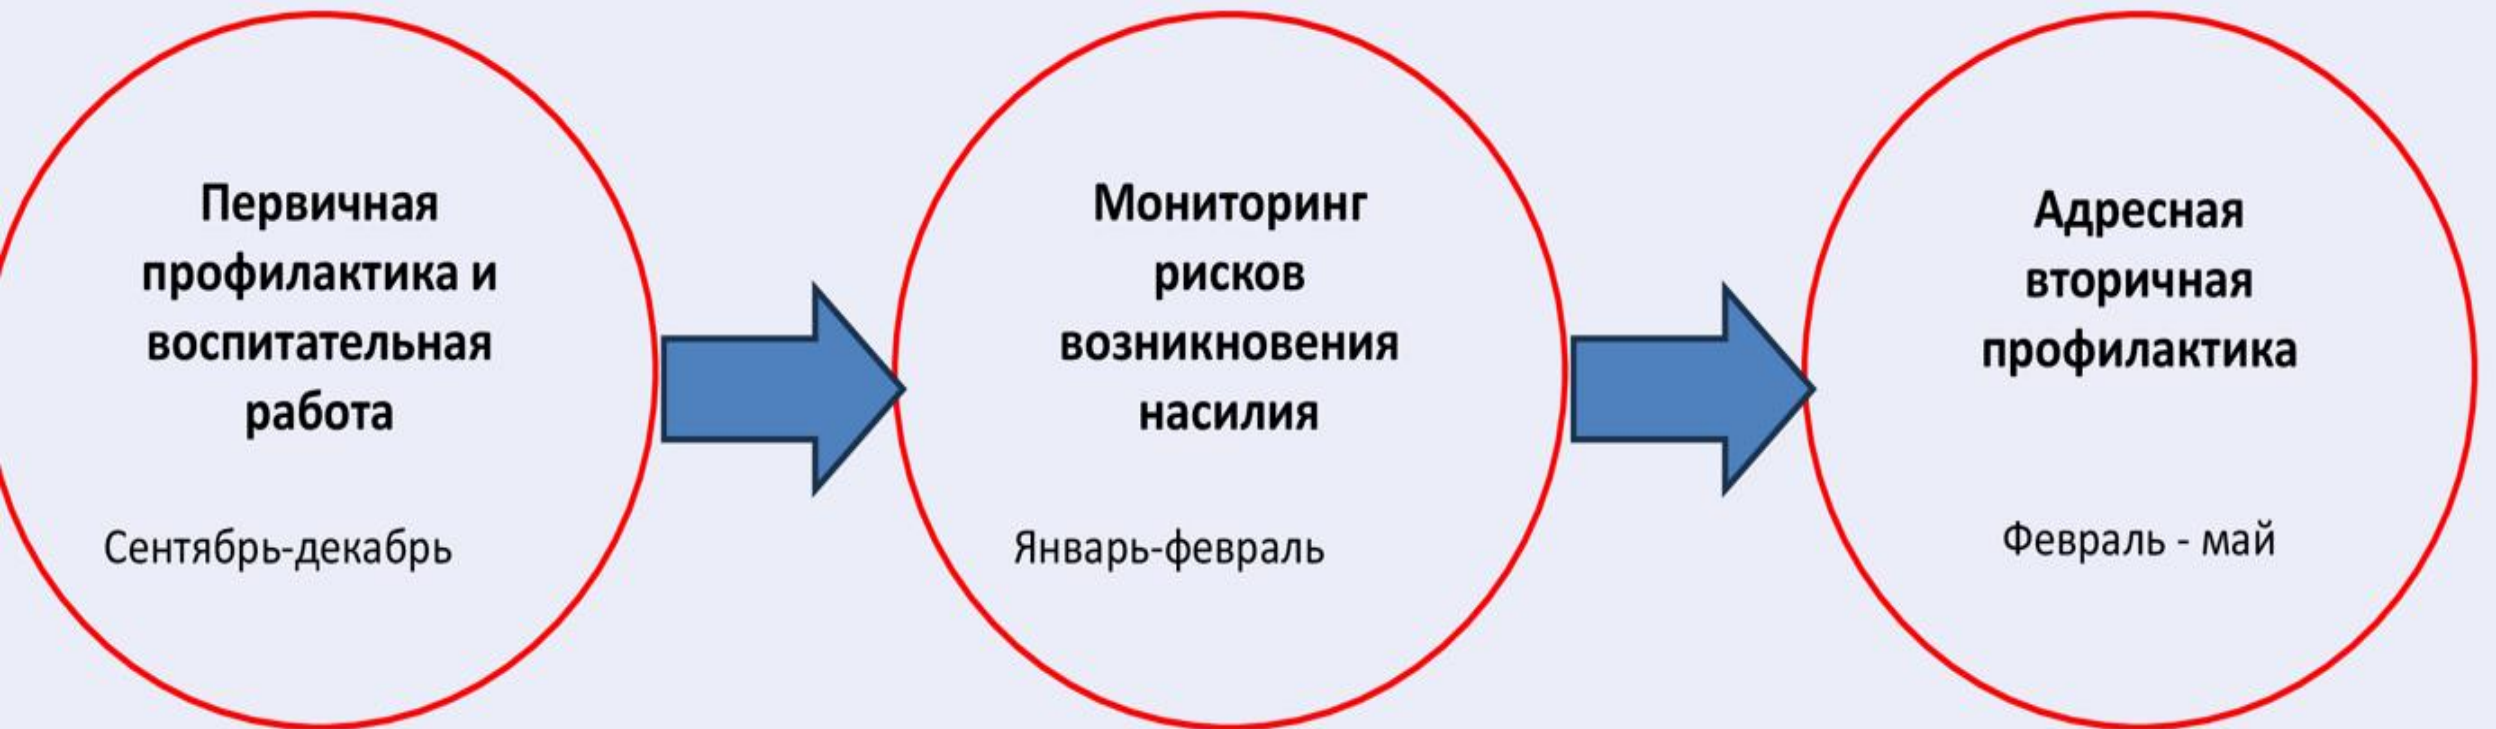 Первичная
профилактика и
воспитательная
работа
Сентябрь-декабрь
Мониторинг
рисков
возникновения
насилия
Январь-февраль
Адресная
вторичная
профилактика
Февраль - май